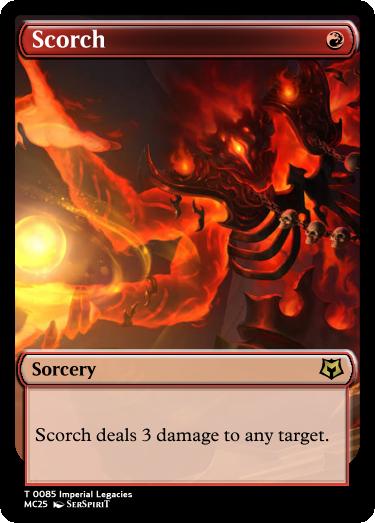 Scorch
Sorcery
Scorch deals 3 damage to any target.
T 0085 Imperial Legacies
MC25 SerSpirit